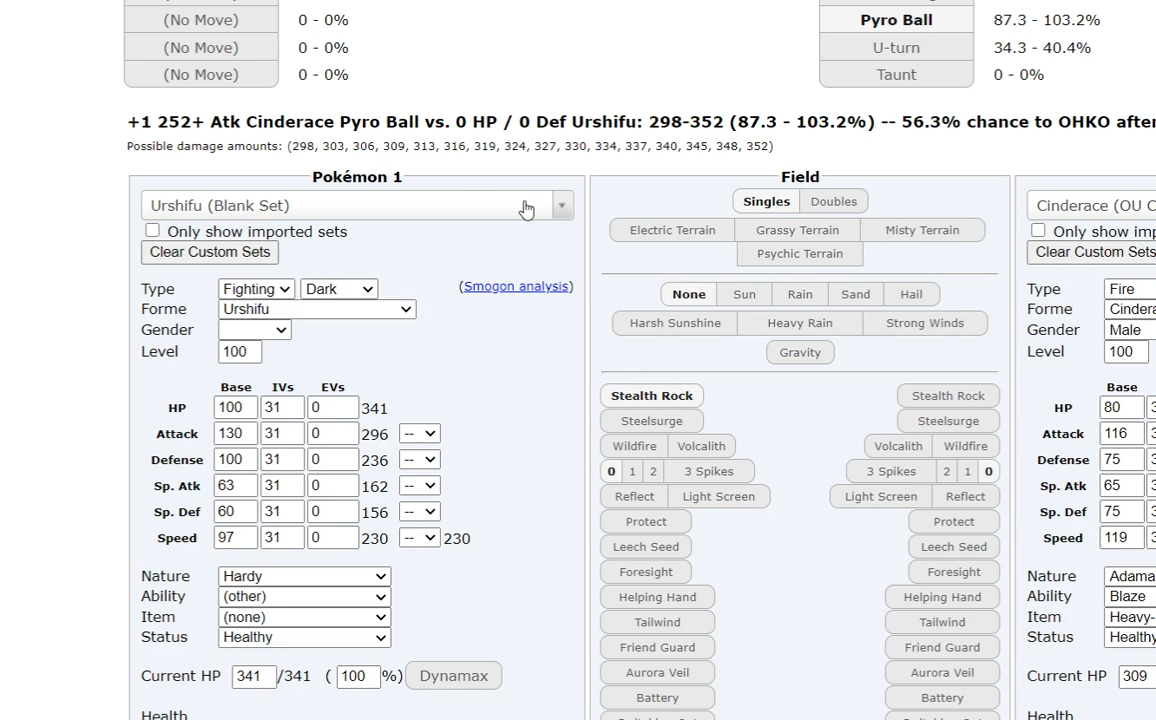 (No Move) 0 - 0%
Pyro Ball 87.3 - 103.2%
(No Move) 0 - 0%
U-turn 34.3 - 40.4%
(No Move) 0 - 0%
Taunt 0 - 0%
+1 252+ Atk Cinderace Pyro Ball vs. 0 HP / 0 Def Urshifu: 298-352 (87.3 - 103.2%) -- 56.3% chance to OHKO after
Possible damage amounts: (298, 303, 306, 309, 313, 316, 319, 324, 327, 330, 334, 337, 340, 345, 348, 352)
Pokémon 1
Urshifu (Blank Set)
Only show imported sets
Clear Custom Sets
Type Fighting Dark (Smogon analysis)
Forme Urshifu
Gender
Level 100
Base IVs EVs
HP 100 31 0 341
Attack 130 31 0 296 --
Defense 100 31 0 236 --
Sp. Atk 63 31 0 162 --
Sp. Def 60 31 0 156 --
Speed 97 31 0 230 -- 230
Nature Hardy
Ability (other)
Item (none)
Status Healthy
Current HP 341 /341 ( 100 %) Dynamax
Health
Field
Singles Doubles
Electric Terrain Grassy Terrain Misty Terrain
Psychic Terrain
None Sun Rain Sand Hail
Harsh Sunshine Heavy Rain Strong Winds
Gravity
Stealth Rock Stealth Rock
Steelsurge Steelsurge
Wildfire Volcalith Volcalith Wildfire
0 1 2 3 Spikes 3 Spikes 2 1 0
Reflect Light Screen Light Screen Reflect
Protect Protect
Leech Seed Leech Seed
Foresight Foresight
Helping Hand Helping Hand
Tailwind Tailwind
Friend Guard Friend Guard
Aurora Veil Aurora Veil
Battery Battery
Cinderace (OU
Only show imp
Clear Custom Sets
Type Fire
Forme Cindera
Gender Male
Level 100
Base
HP 80
Attack 116
Defense 75
Sp. Atk 65
Sp. Def 75
Speed 119
Nature Adama
Ability Blaze
Item Heavy-
Status Healthy
Current HP 309
Health